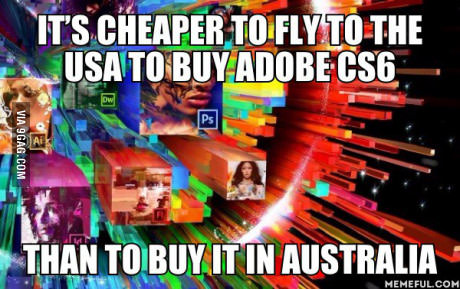 IT'S CHEAPER TO FLY TO THE
USA TO BUY ADOBE CS6
Dw
Ps
Ai
VIA 9GAG.COM
THAN TO BUY IT IN AUSTRALIA
MEMEFUL.COM